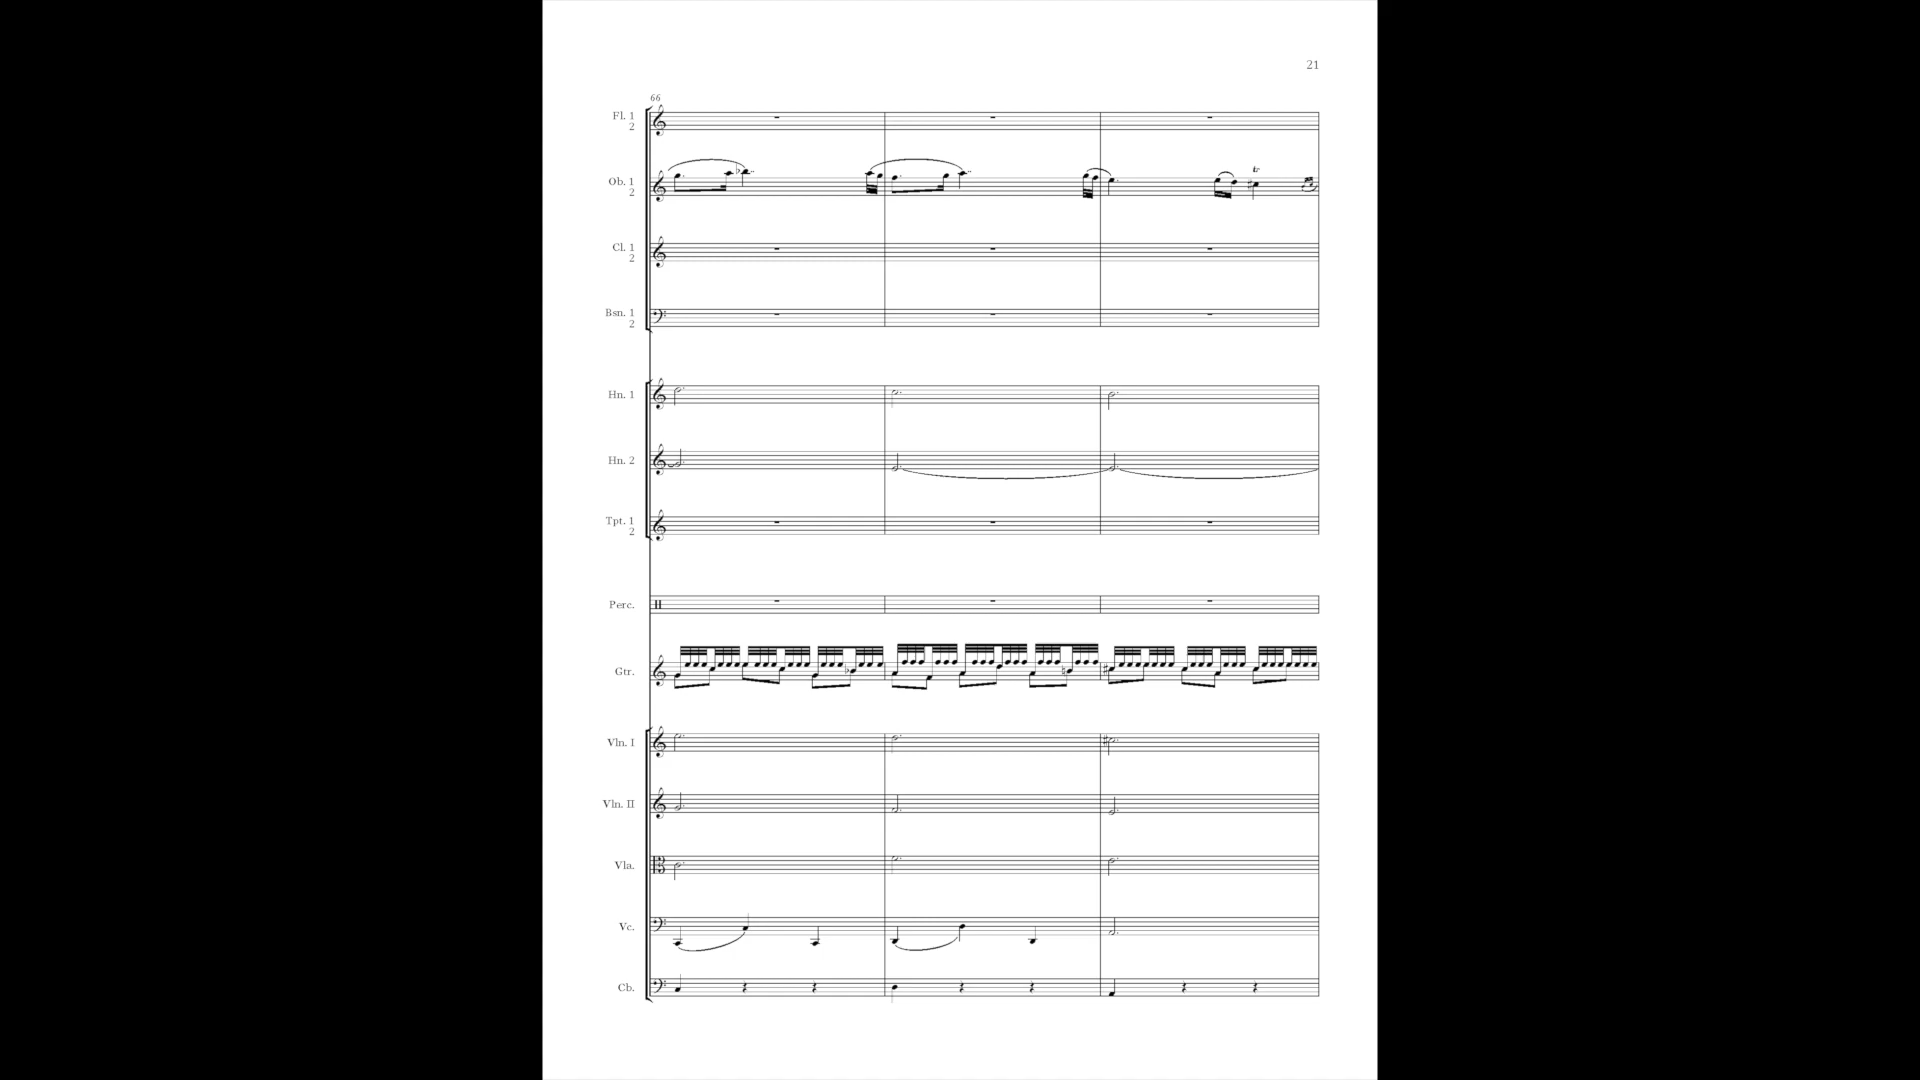 21
66
Fl. 1
2
Ob. 1
2
tr
Cl. 1
2
Bsn. 1
2
Hn. 1
Hn. 2
Tpt. 1
2
Perc.
Gtr.
Vln. I
Vln. II
Vla.
Vc.
Cb.